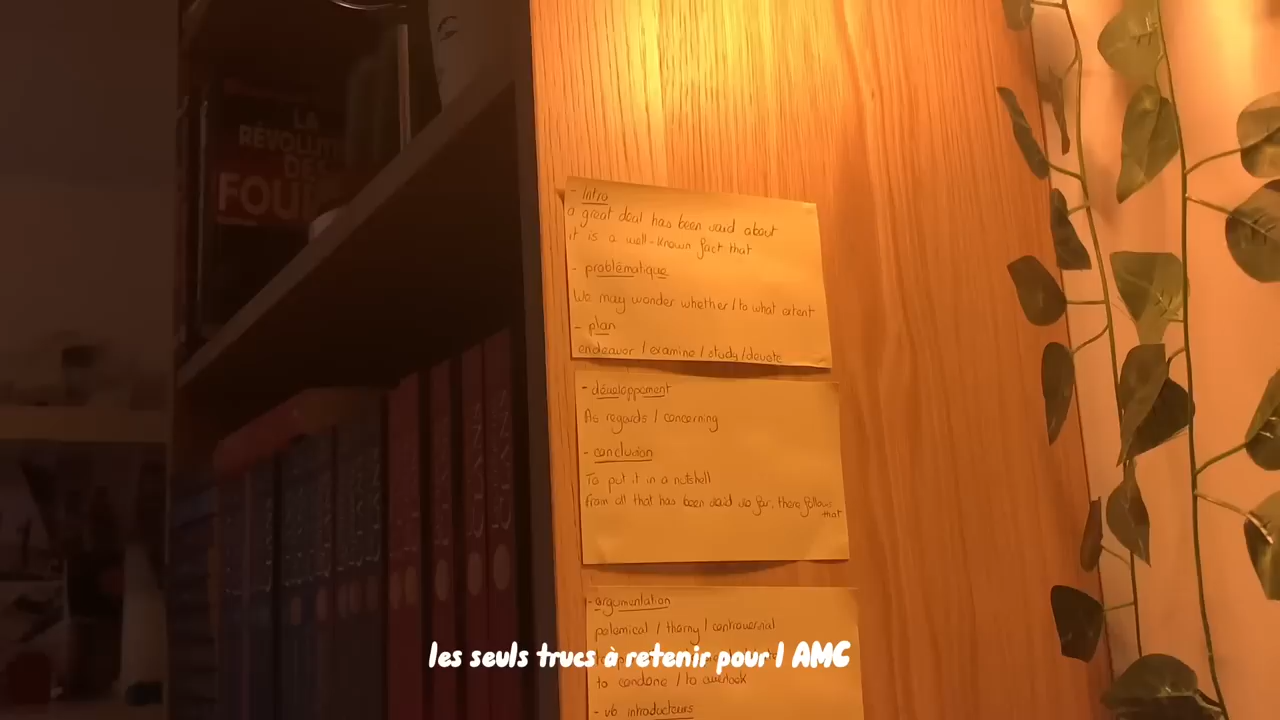 LA
RÉVOLUTI
DES
FOUR
- Intro
a great deal has been said about
it is a well-known fact that
- problématique
We may wonder whether / to what extent
- plan
endeavor / examine / study / devote
- développement
As regards / concerning
- conclusion
To put it in a nutshell
From all that has been said so far, there follows
that
- argumentation
polemical / thorny / controversial
les seuls trucs à retenir pour l AMC
to condone / to overlook
- vb introducteurs